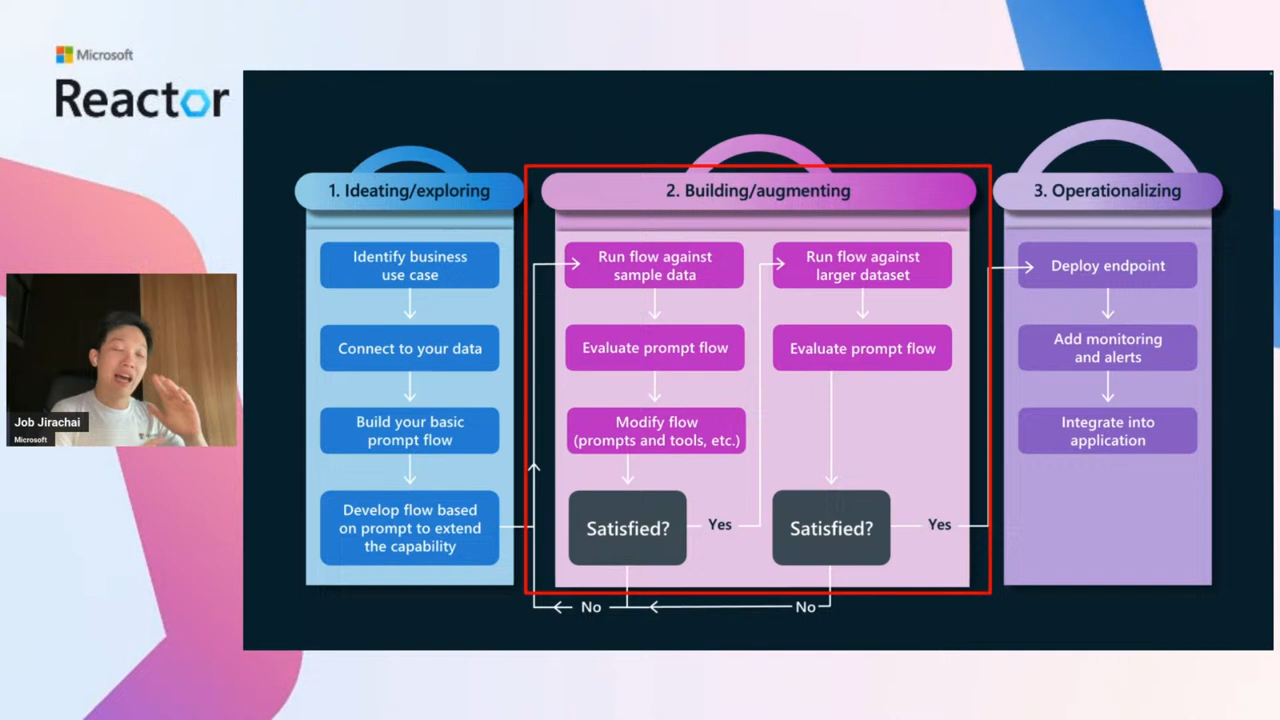 Microsoft
Reactor
Job Jirachai
Microsoft
1. Ideating/exploring
Identify business
use case
Connect to your data
Build your basic
prompt flow
Develop flow based
on prompt to extend
the capability
2. Building/augmenting
Run flow against
sample data
Evaluate prompt flow
Modify flow
(prompts and tools, etc.)
Satisfied?
Yes
Run flow against
larger dataset
Evaluate prompt flow
Satisfied?
Yes
No
No
3. Operationalizing
Deploy endpoint
Add monitoring
and alerts
Integrate into
application